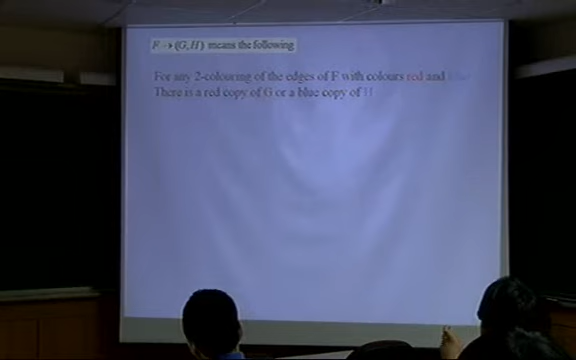 F → (G, H) means the following
For any 2-colouring of the edges of F with colours red and blue
There is a red copy of G or a blue copy of H